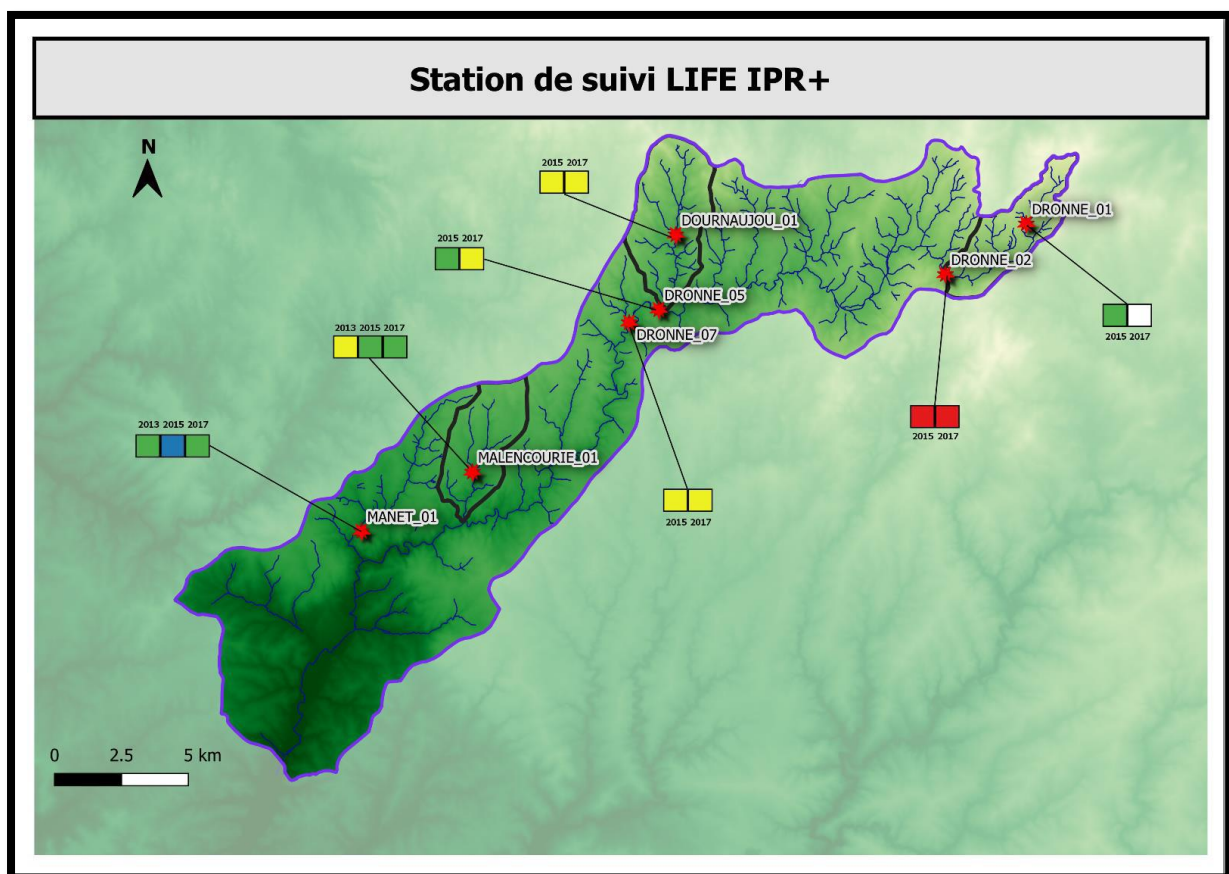 Station de suivi LIFE IPR+
N
2015 2017
DOURNAUJOU_01
DRONNE_01
2015 2017
DRONNE_02
DRONNE_05
2015 2017
DRONNE_07
2013 2015 2017
2015 2017
2013 2015 2017
MALENCOURIE_01
2015 2017
MANET_01
0 2.5 5 km